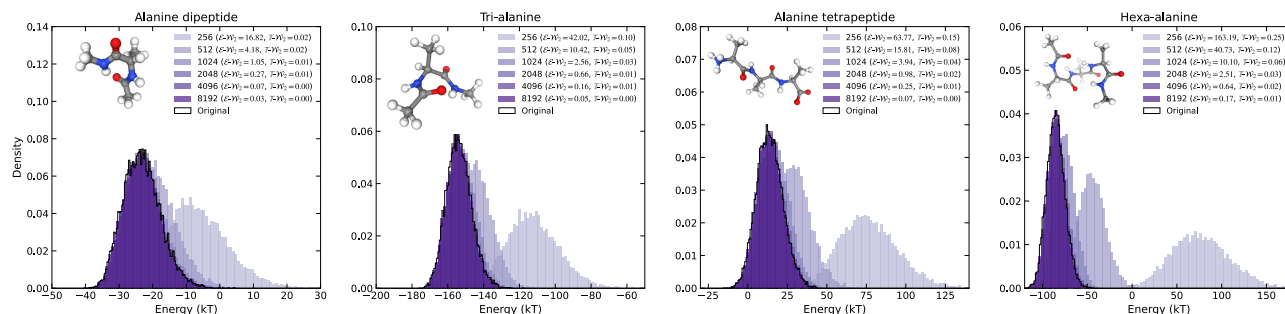 Alanine dipeptide
256 (ℰ-𝒲₂ = 16.82, 𝕋-𝒲₂ = 0.02)
512 (ℰ-𝒲₂ = 4.18, 𝕋-𝒲₂ = 0.02)
1024 (ℰ-𝒲₂ = 1.05, 𝕋-𝒲₂ = 0.01)
2048 (ℰ-𝒲₂ = 0.27, 𝕋-𝒲₂ = 0.01)
4096 (ℰ-𝒲₂ = 0.07, 𝕋-𝒲₂ = 0.00)
8192 (ℰ-𝒲₂ = 0.03, 𝕋-𝒲₂ = 0.00)
Original
Density
0.14
0.12
0.10
0.08
0.06
0.04
0.02
0.00
−50 −40 −30 −20 −10 0 10 20 30
Energy (kT)
Tri-alanine
256 (ℰ-𝒲₂ = 42.02, 𝕋-𝒲₂ = 0.10)
512 (ℰ-𝒲₂ = 10.42, 𝕋-𝒲₂ = 0.05)
1024 (ℰ-𝒲₂ = 2.56, 𝕋-𝒲₂ = 0.03)
2048 (ℰ-𝒲₂ = 0.66, 𝕋-𝒲₂ = 0.01)
4096 (ℰ-𝒲₂ = 0.16, 𝕋-𝒲₂ = 0.01)
8192 (ℰ-𝒲₂ = 0.05, 𝕋-𝒲₂ = 0.00)
Original
0.10
0.08
0.06
0.04
0.02
0.00
−200 −180 −160 −140 −120 −100 −80 −60
Energy (kT)
Alanine tetrapeptide
256 (ℰ-𝒲₂ = 63.77, 𝕋-𝒲₂ = 0.15)
512 (ℰ-𝒲₂ = 15.81, 𝕋-𝒲₂ = 0.08)
1024 (ℰ-𝒲₂ = 3.94, 𝕋-𝒲₂ = 0.04)
2048 (ℰ-𝒲₂ = 0.98, 𝕋-𝒲₂ = 0.02)
4096 (ℰ-𝒲₂ = 0.25, 𝕋-𝒲₂ = 0.01)
8192 (ℰ-𝒲₂ = 0.07, 𝕋-𝒲₂ = 0.00)
Original
0.08
0.07
0.06
0.05
0.04
0.03
0.02
0.01
0.00
−25 0 25 50 75 100 125
Energy (kT)
Hexa-alanine
256 (ℰ-𝒲₂ = 163.19, 𝕋-𝒲₂ = 0.25)
512 (ℰ-𝒲₂ = 40.73, 𝕋-𝒲₂ = 0.12)
1024 (ℰ-𝒲₂ = 10.10, 𝕋-𝒲₂ = 0.06)
2048 (ℰ-𝒲₂ = 2.51, 𝕋-𝒲₂ = 0.03)
4096 (ℰ-𝒲₂ = 0.64, 𝕋-𝒲₂ = 0.02)
8192 (ℰ-𝒲₂ = 0.17, 𝕋-𝒲₂ = 0.01)
Original
0.06
0.05
0.04
0.03
0.02
0.01
0.00
−100 −50 0 50 100 150
Energy (kT)